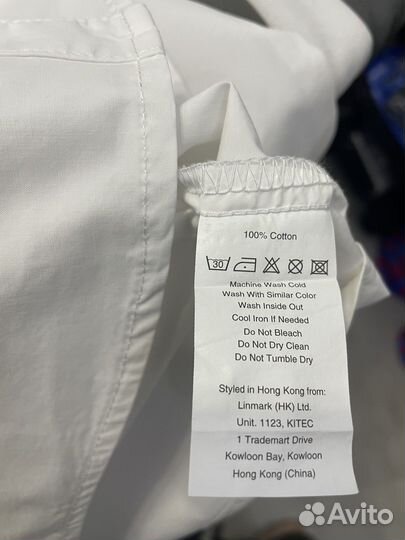 100% Cotton
30
Machine Wash Cold
Wash With Similar Color
Wash Inside Out
Cool Iron If Needed
Do Not Bleach
Do Not Dry Clean
Do Not Tumble Dry
Styled in Hong Kong from:
Linmark (HK) Ltd.
Unit. 1123, KITEC
1 Trademart Drive
Kowloon Bay, Kowloon
Hong Kong (China)
Avito